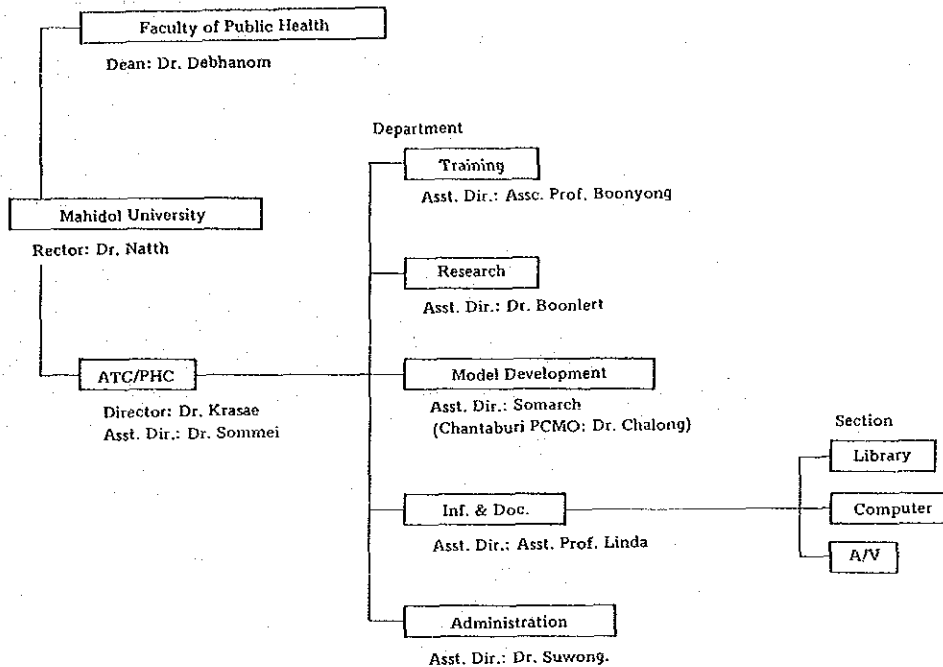 Faculty of Public Health
Dean: Dr. Debhanom
Mahidol University
Rector: Dr. Natth
ATC/PHC
Director: Dr. Krasae
Asst. Dir.: Dr. Sommei
Department
Training
Asst. Dir.: Assc. Prof. Boonyong
Research
Asst. Dir.: Dr. Boonlert
Model Development
Asst. Dir.: Somarch
(Chantaburi PCMO: Dr. Chalong)
Inf. & Doc.
Asst. Dir.: Asst. Prof. Linda
Administration
Asst. Dir.: Dr. Suwong.
Section
Library
Computer
A/V